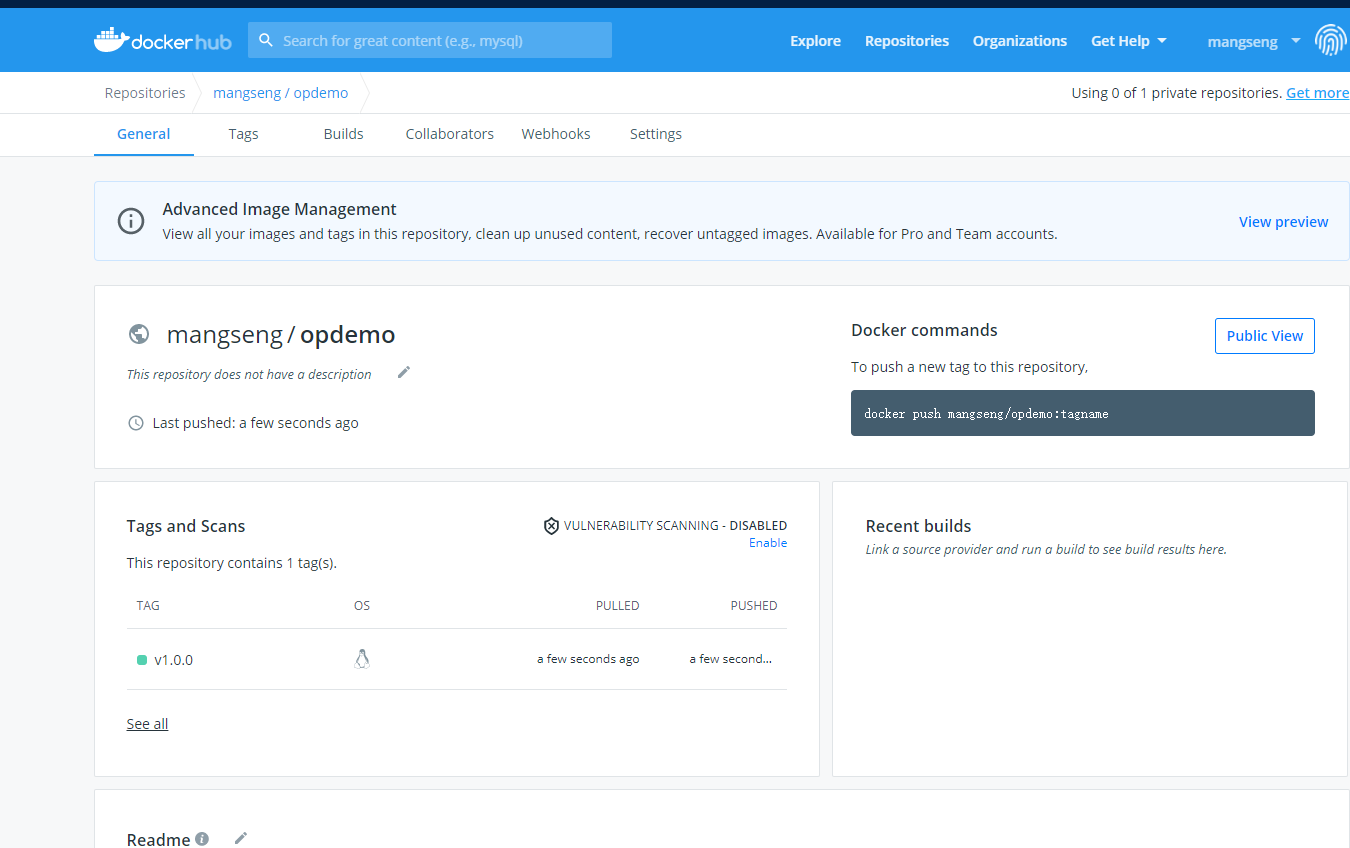 dockerhub
Search for great content (e.g., mysql)
Explore
Repositories
Organizations
Get Help
mangseng
Repositories
mangseng / opdemo
Using 0 of 1 private repositories. Get more
General
Tags
Builds
Collaborators
Webhooks
Settings
Advanced Image Management
View all your images and tags in this repository, clean up unused content, recover untagged images. Available for Pro and Team accounts.
View preview
mangseng / opdemo
This repository does not have a description
Last pushed: a few seconds ago
Docker commands
Public View
To push a new tag to this repository,
docker push mangseng/opdemo:tagname
Tags and Scans
VULNERABILITY SCANNING - DISABLED
Enable
This repository contains 1 tag(s).
TAG
OS
PULLED
PUSHED
v1.0.0
a few seconds ago
a few second...
See all
Recent builds
Link a source provider and run a build to see build results here.
Readme